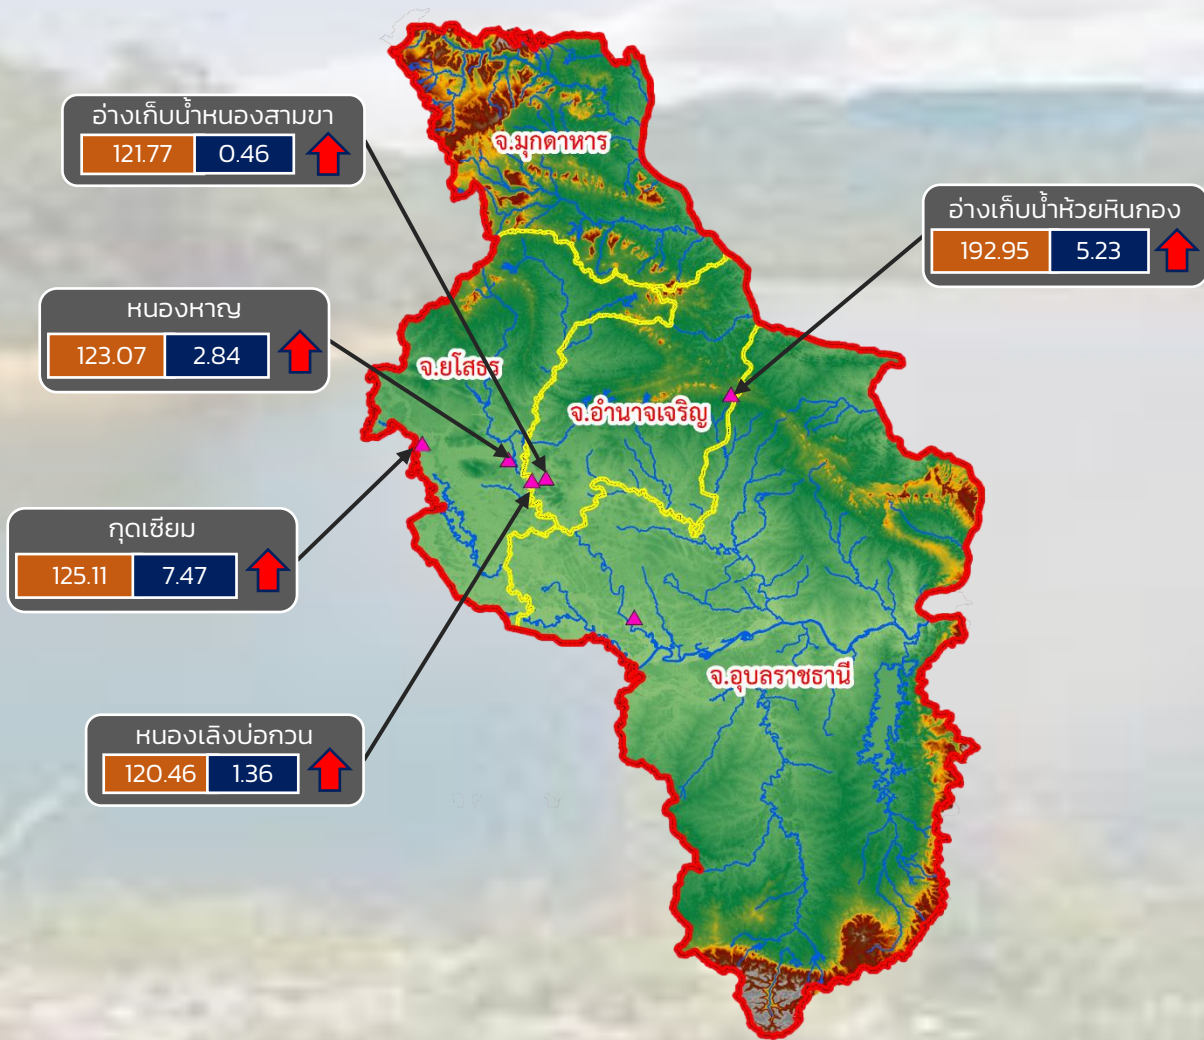 อ่างเก็บน้ำหนองสามขา
121.77 0.46
จ.มุกดาหาร
อ่างเก็บน้ำห้วยหินกอง
192.95 5.23
หนองหาญ
123.07 2.84
จ.ยโสธร
จ.อำนาจเจริญ
กุดเซียม
125.11 7.47
จ.อุบลราชธานี
หนองเลิงบ่อกวน
120.46 1.36